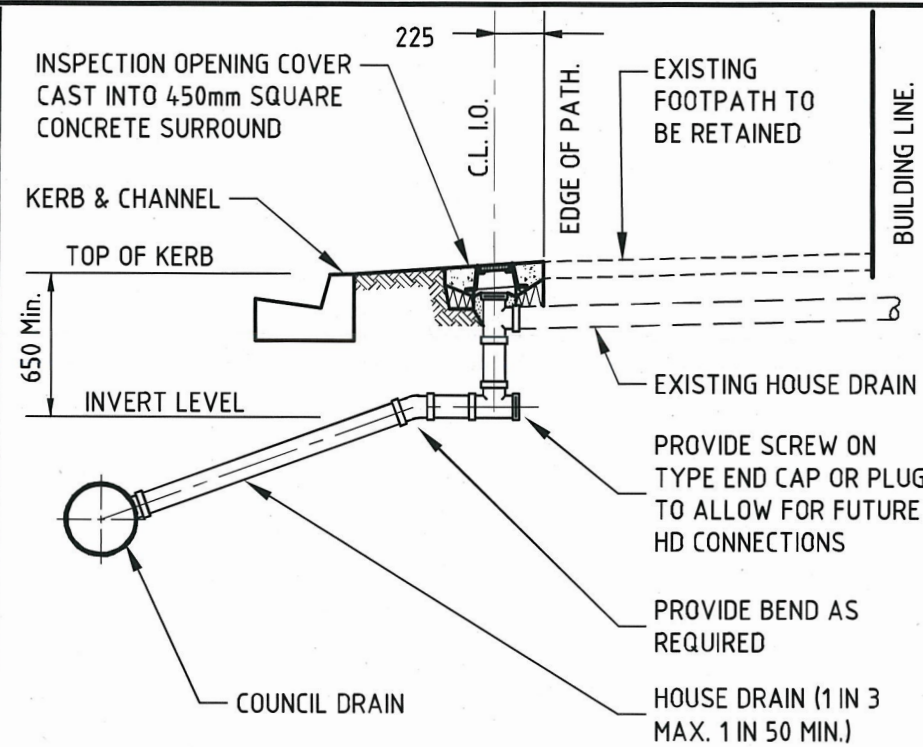 225
INSPECTION OPENING COVER
CAST INTO 450mm SQUARE
CONCRETE SURROUND
C.L. I.O.
EDGE OF PATH.
EXISTING
FOOTPATH TO
BE RETAINED
BUILDING LINE.
KERB & CHANNEL
TOP OF KERB
650 Min.
INVERT LEVEL
EXISTING HOUSE DRAIN
PROVIDE SCREW ON
TYPE END CAP OR PLUG
TO ALLOW FOR FUTURE
HD CONNECTIONS
PROVIDE BEND AS
REQUIRED
COUNCIL DRAIN
HOUSE DRAIN (1 IN 3
MAX. 1 IN 50 MIN.)